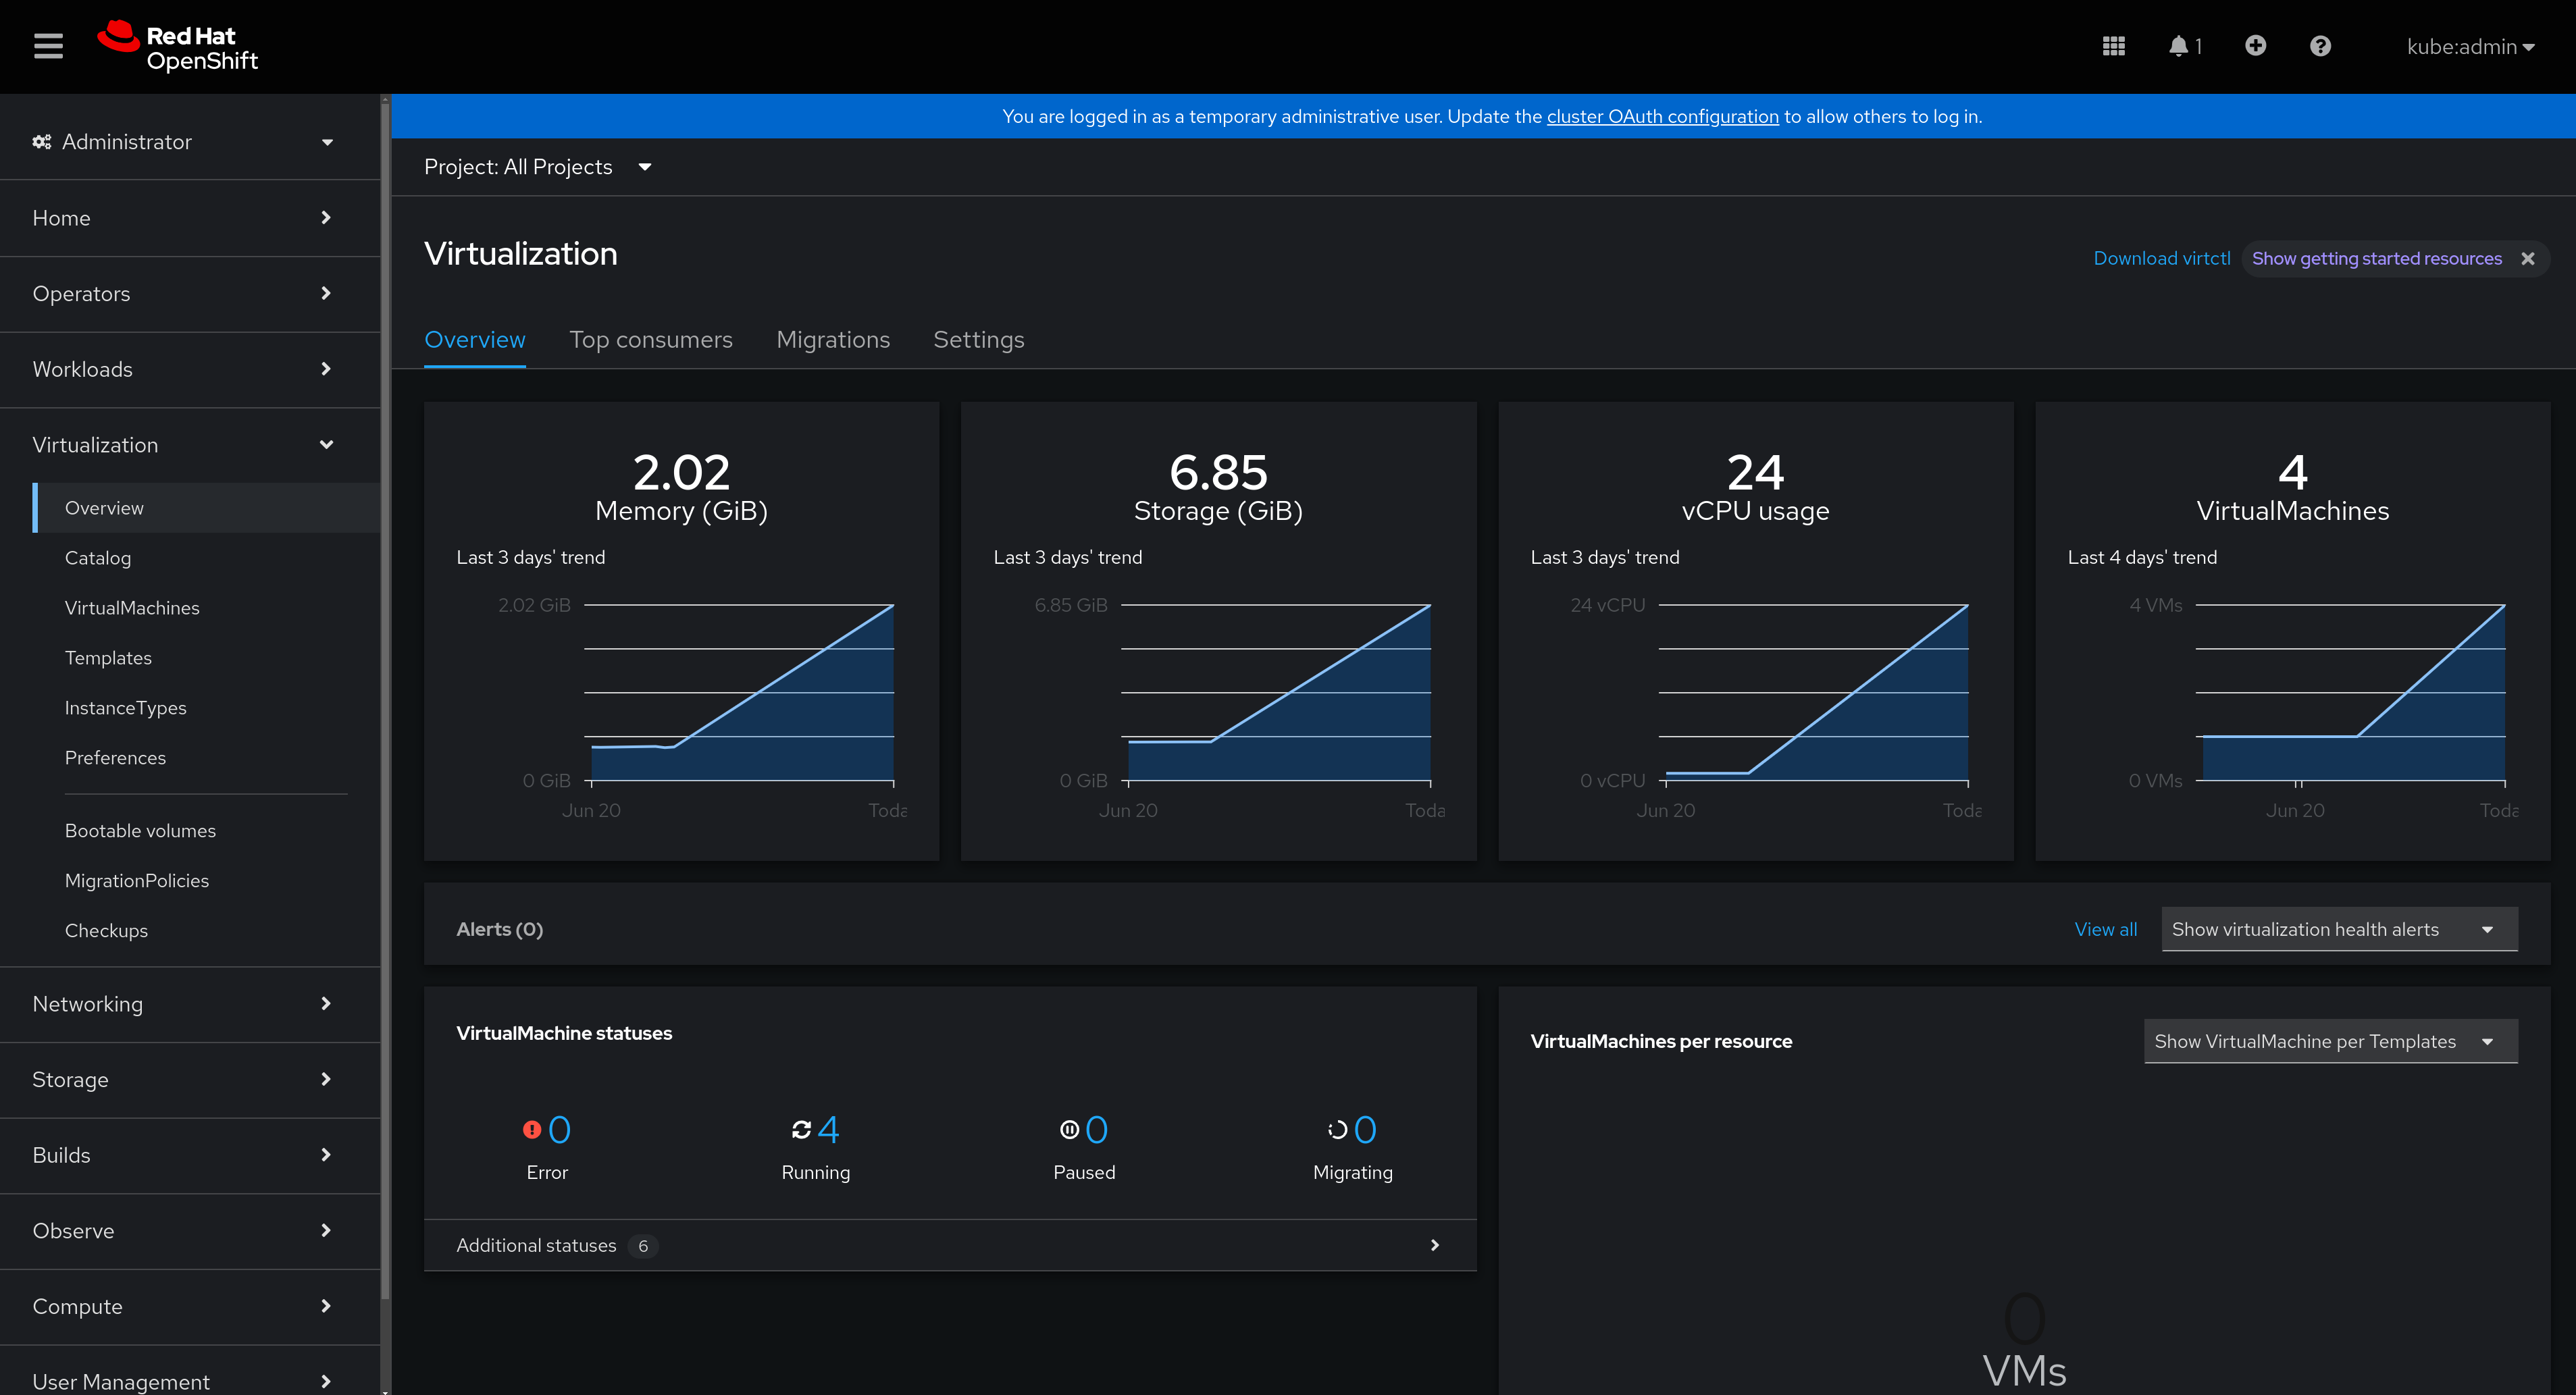 Red Hat
OpenShift
1
kube:admin
You are logged in as a temporary administrative user. Update the cluster OAuth configuration to allow others to log in.
Administrator
Home
Operators
Workloads
Virtualization
Overview
Catalog
VirtualMachines
Templates
InstanceTypes
Preferences
Bootable volumes
MigrationPolicies
Checkups
Networking
Storage
Builds
Observe
Compute
User Management
Project: All Projects
Virtualization
Download virtctl
Show getting started resources
Overview
Top consumers
Migrations
Settings
2.02
Memory (GiB)
Last 3 days' trend
2.02 GiB
0 GiB
Jun 20
Toda
6.85
Storage (GiB)
Last 3 days' trend
6.85 GiB
0 GiB
Jun 20
Toda
24
vCPU usage
Last 3 days' trend
24 vCPU
0 vCPU
Jun 20
Toda
4
VirtualMachines
Last 4 days' trend
4 VMs
0 VMs
Jun 20
Toda
Alerts (0)
View all
Show virtualization health alerts
VirtualMachine statuses
0
Error
4
Running
0
Paused
0
Migrating
Additional statuses 6
VirtualMachines per resource
Show VirtualMachine per Templates
0
VMs